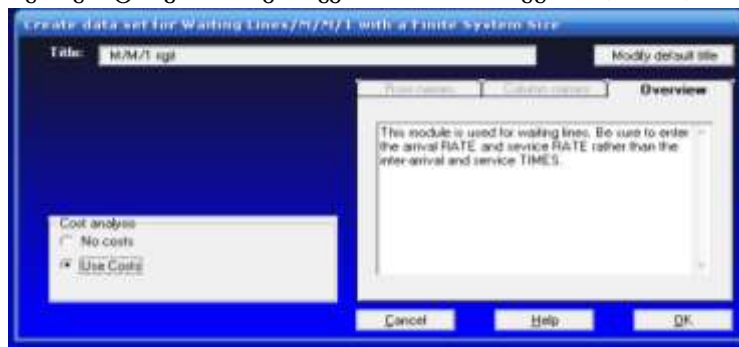 Create data set for Waiting Lines/M/M/1 with a Finite System Size
Title:
M/M/1
Modify default title
Row names
Column names
Overview
This module is used for waiting lines. Be sure to enter
the arrival RATE and service RATE rather than the
inter-arrival and service TIMES.
Cost analysis
No costs
Use Costs
Cancel
Help
OK